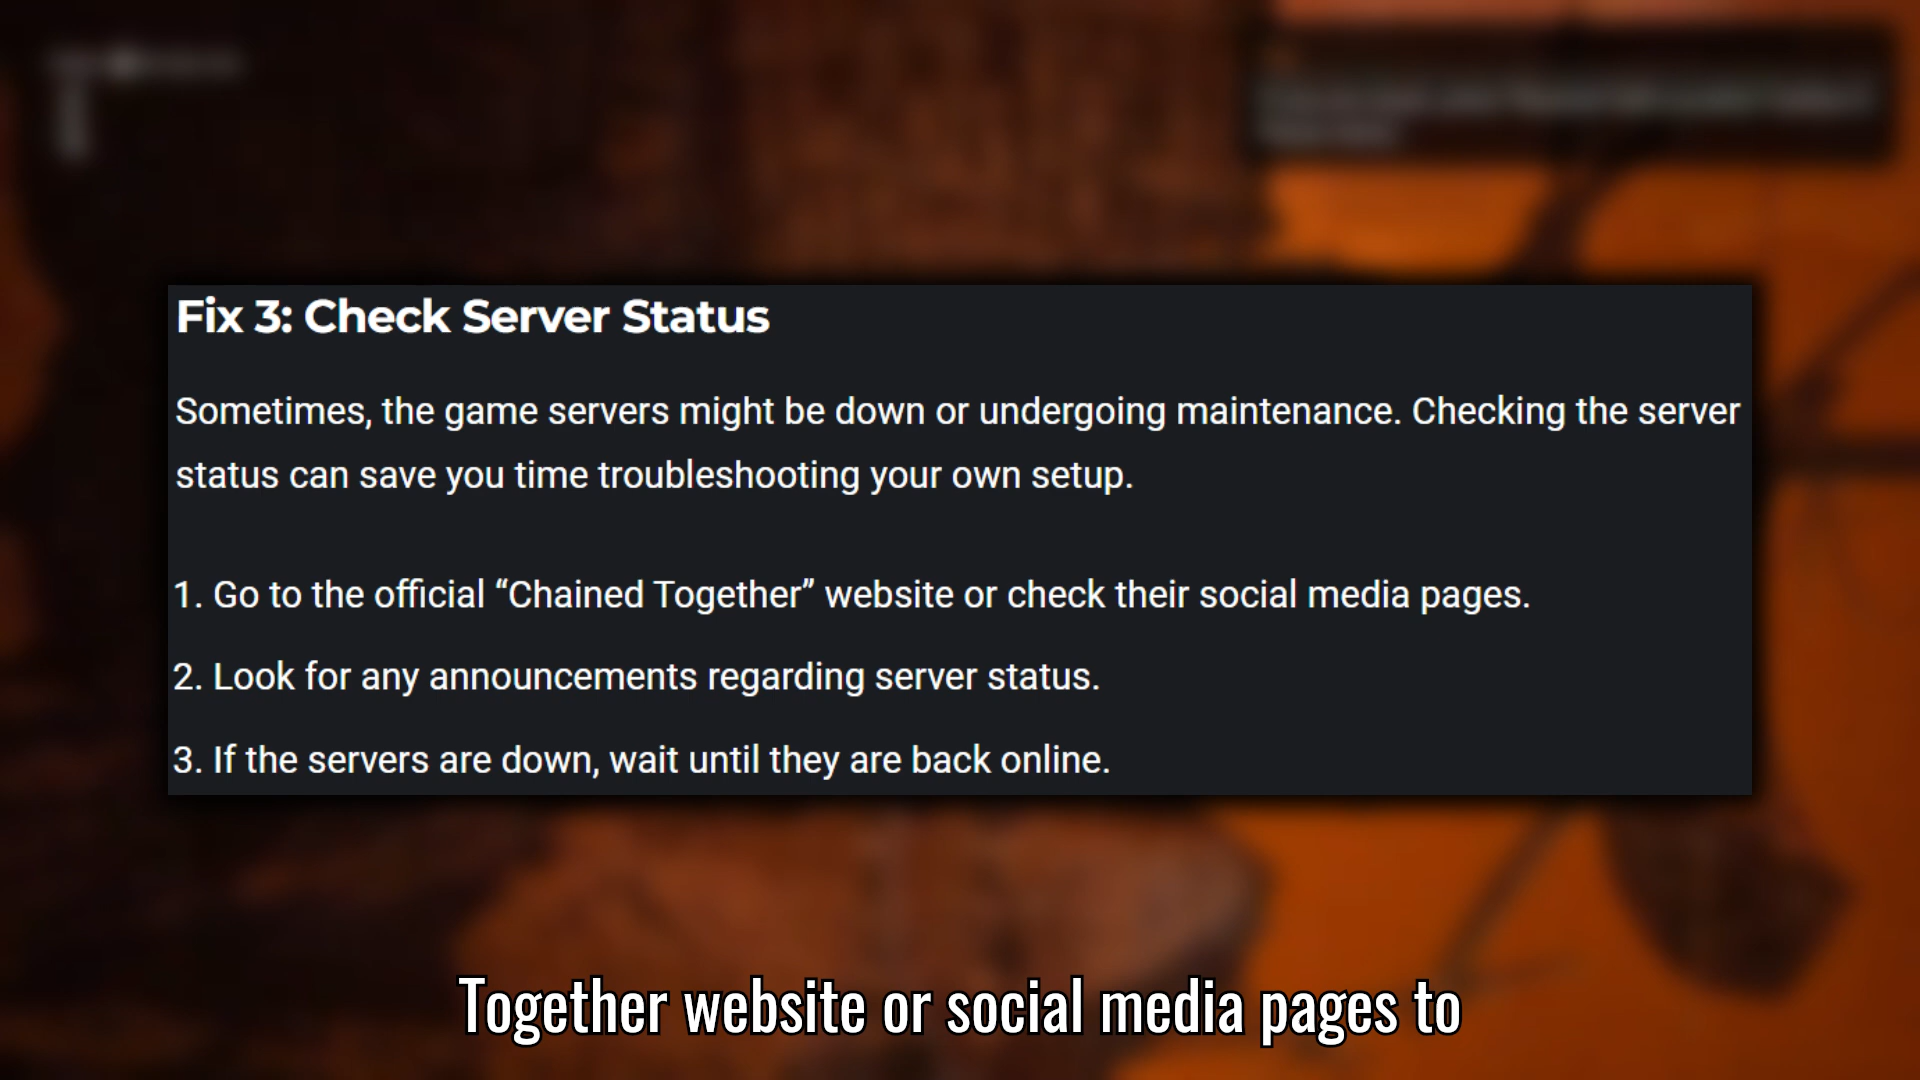 Fix 3: Check Server Status
Sometimes, the game servers might be down or undergoing maintenance. Checking the server
status can save you time troubleshooting your own setup.
1. Go to the official “Chained Together” website or check their social media pages.
2. Look for any announcements regarding server status.
3. If the servers are down, wait until they are back online.
Together website or social media pages to